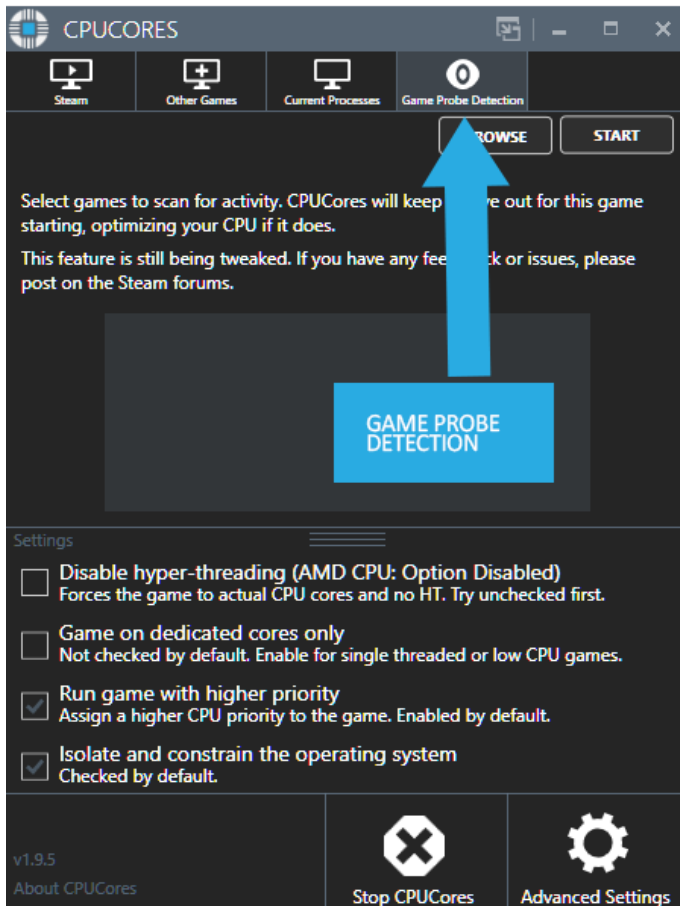 CPUCORES
Steam
Other Games
Current Processes
Game Probe Detection
OWSE
START
Select games to scan for activity. CPUCores will keep ve out for this game
starting, optimizing your CPU if it does.
This feature is still being tweaked. If you have any fee k or issues, please
post on the Steam forums.
GAME PROBE
DETECTION
Settings
Disable hyper-threading (AMD CPU: Option Disabled)
Forces the game to actual CPU cores and no HT. Try unchecked first.
Game on dedicated cores only
Not checked by default. Enable for single threaded or low CPU games.
Run game with higher priority
Assign a higher CPU priority to the game. Enabled by default.
Isolate and constrain the operating system
Checked by default.
v1.9.5
About CPUCores
Stop CPUCores
Advanced Settings